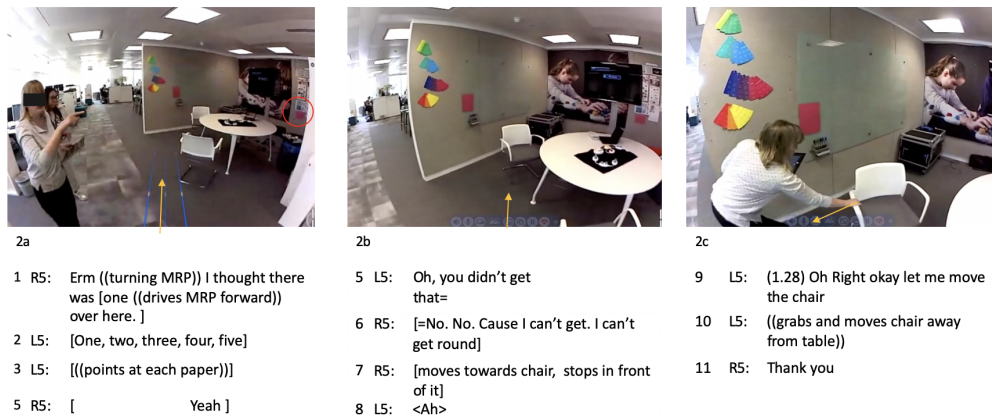 2a
1 R5: Erm ((turning MRP)) I thought there
was [one ((drives MRP forward))
over here. ]
2 L5: [One, two, three, four, five]
3 L5: [((points at each paper))]
5 R5: [ Yeah ]
2b
5 L5: Oh, you didn't get
that=
6 R5: [=No. No. Cause I can't get. I can't
get round]
7 R5: [moves towards chair, stops in front
of it]
8 L5: <Ah>
2c
9 L5: (1.28) Oh Right okay let me move
the chair
10 L5: ((grabs and moves chair away
from table))
11 R5: Thank you